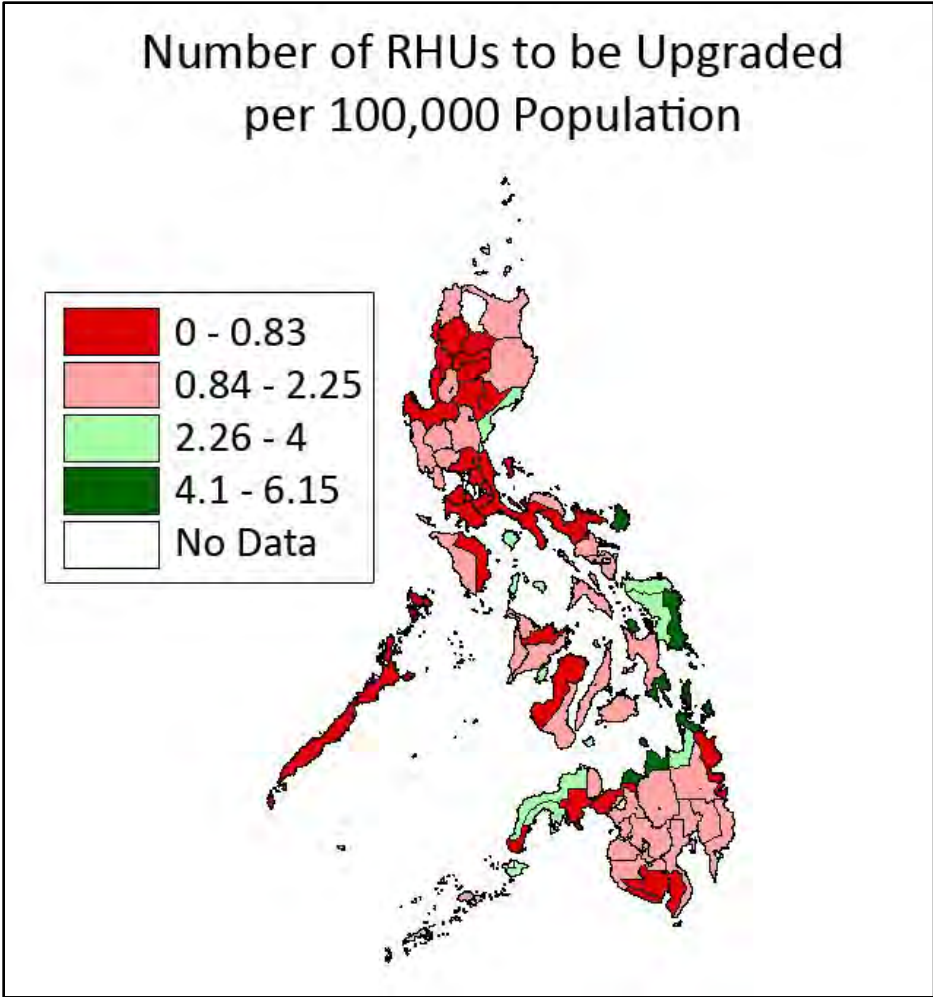 Number of RHUs to be Upgraded
per 100,000 Population
0 - 0.83
0.84 - 2.25
2.26 - 4
4.1 - 6.15
No Data